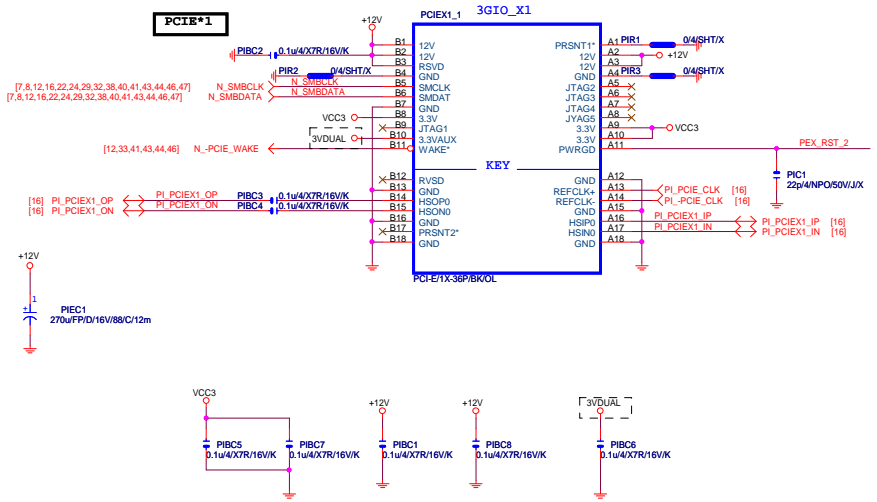 PCIE*1
3GIO_X1
PCIEX1_1
+12V
PIBC2 0.1u/4/X7R/16V/K
PIR2 0/4/SHT/X
[7,8,12,16,22,24,29,32,38,40,41,43,44,46,47] N_SMBCLK N_SMBCLK
[7,8,12,16,22,24,29,32,38,40,41,43,44,46,47] N_SMBDATA N_SMBDATA
VCC3
3VDUAL
[12,33,41,43,44,46] N_-PCIE_WAKE
[16] PI_PCIEX1_OP PI_PCIEX1_OP PIBC3 0.1u/4/X7R/16V/K
[16] PI_PCIEX1_ON PI_PCIEX1_ON PIBC4 0.1u/4/X7R/16V/K
B1 12V
B2 12V
B3 RSVD
B4 GND
B5 SMCLK
B6 SMDAT
B7 GND
B8 3.3V
B9 JTAG1
B10 3.3VAUX
B11 WAKE*
KEY
B12 RVSD
B13 GND
B14 HSOP0
B15 HSON0
B16 GND
B17 PRSNT2*
B18 GND
PRSNT1* A1
12V A2
12V A3
GND A4
JTAG2 A5
JTAG3 A6
JTAG4 A7
JYAG5 A8
3.3V A9
3.3V A10
PWRGD A11
GND A12
REFCLK+ A13
REFCLK- A14
GND A15
HSIP0 A16
HSIN0 A17
GND A18
PCI-E/1X-36P/BK/OL
PIR1 0/4/SHT/X
+12V
PIR3 0/4/SHT/X
VCC3
PEX_RST_2
PIC1
22p/4/NPO/50V/J/X
PI_PCIE_CLK [16]
PI_-PCIE_CLK [16]
PI_PCIEX1_IP PI_PCIEX1_IP [16]
PI_PCIEX1_IN PI_PCIEX1_IN [16]
+12V
1
+
PIEC1
270u/FP/D/16V/88/C/12m
VCC3
PIBC5
0.1u/4/X7R/16V/K
PIBC7
0.1u/4/X7R/16V/K
+12V
PIBC1
0.1u/4/X7R/16V/K
+12V
PIBC8
0.1u/4/X7R/16V/K
3VDUAL
PIBC6
0.1u/4/X7R/16V/K